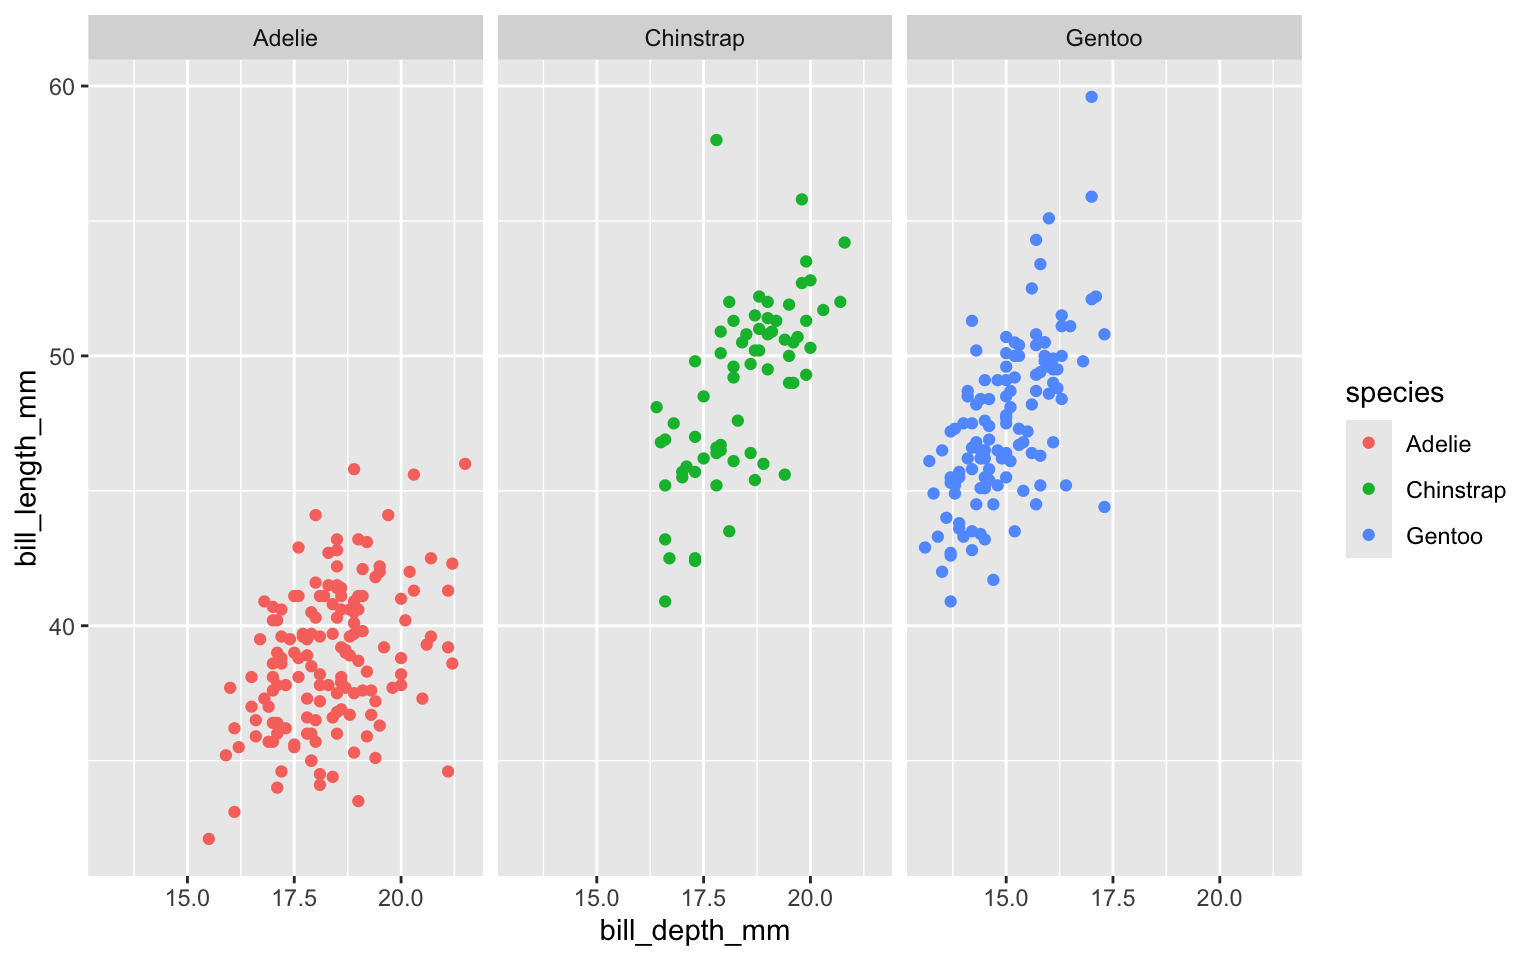 Adelie
Chinstrap
Gentoo
60
50
40
bill_length_mm
15.0 17.5 20.0
15.0 17.5 20.0
15.0 17.5 20.0
bill_depth_mm
species
Adelie
Chinstrap
Gentoo